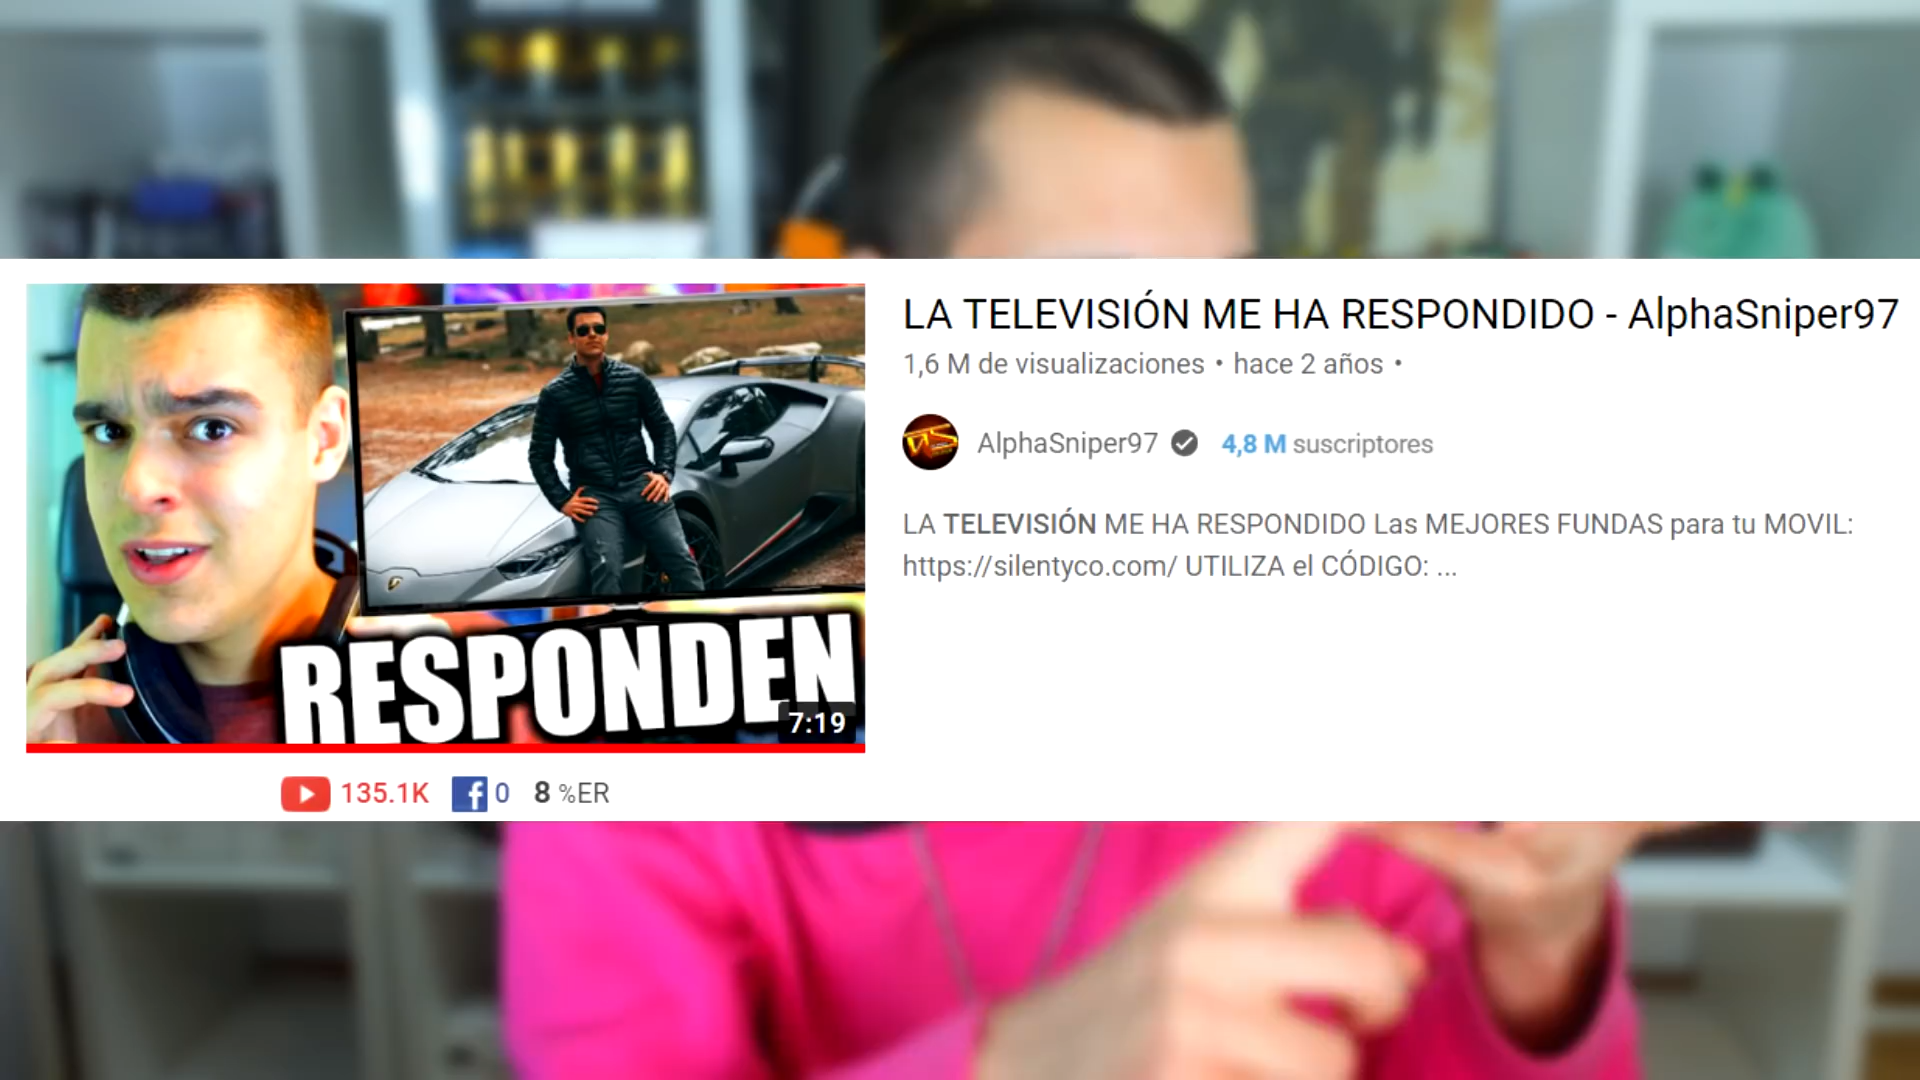 LA TELEVISIÓN ME HA RESPONDIDO - AlphaSniper97
1,6 M de visualizaciones • hace 2 años •
AlphaSniper97 4,8 M suscriptores
LA TELEVISIÓN ME HA RESPONDIDO Las MEJORES FUNDAS para tu MOVIL:
https://silentyco.com/ UTILIZA el CÓDIGO: ...
RESPONDEN
7:19
135.1K f 0 8 %ER